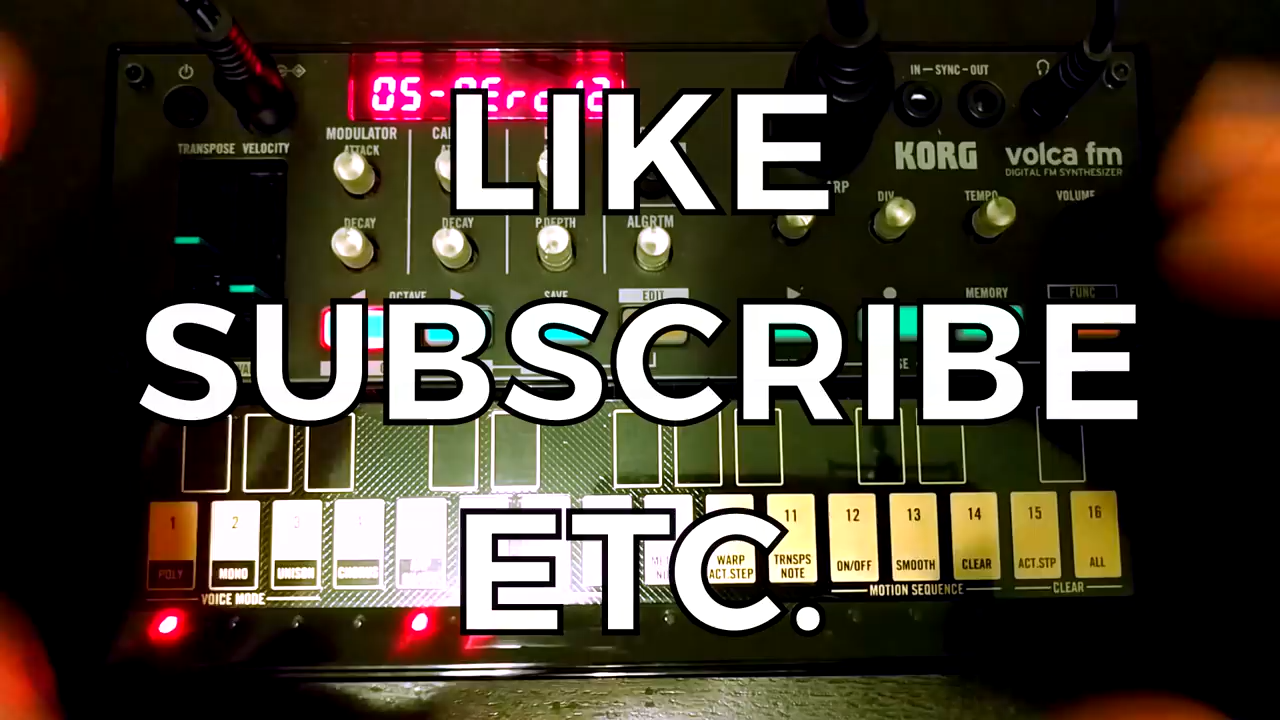 IN – SYNC – OUT
MODULATOR
TRANSPOSE VELOCITY
ATTACK
LIKE
KORG volca fm
DIGITAL FM SYNTHESIZER
DIV
TEMPO
VOLUME
DECAY
DECAY
P.DEPTH
ALGRTM
OCTAVE
SAVE
EDIT
MEMORY
FUNC
SUBSCRIBE
ETC.
1
2
11
12
13
14
15
16
POLY
MONO
UNISON
WARP
ACT.STEP
TRNSPS
NOTE
ON/OFF
SMOOTH
CLEAR
ACT.STP
ALL
VOICE MODE
MOTION SEQUENCE
CLEAR